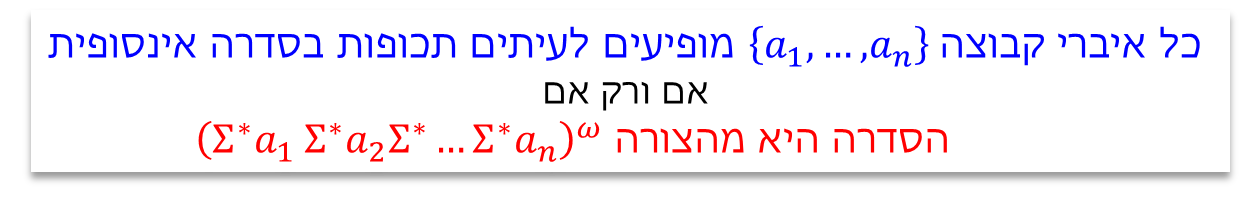 כל איברי קבוצה {a₁, … ,aₙ} מופיעים לעיתים תכופות בסדרה אינסופית
אם ורק אם
הסדרה היא מהצורה (Σ*a₁ Σ*a₂Σ* … Σ*aₙ)^ω